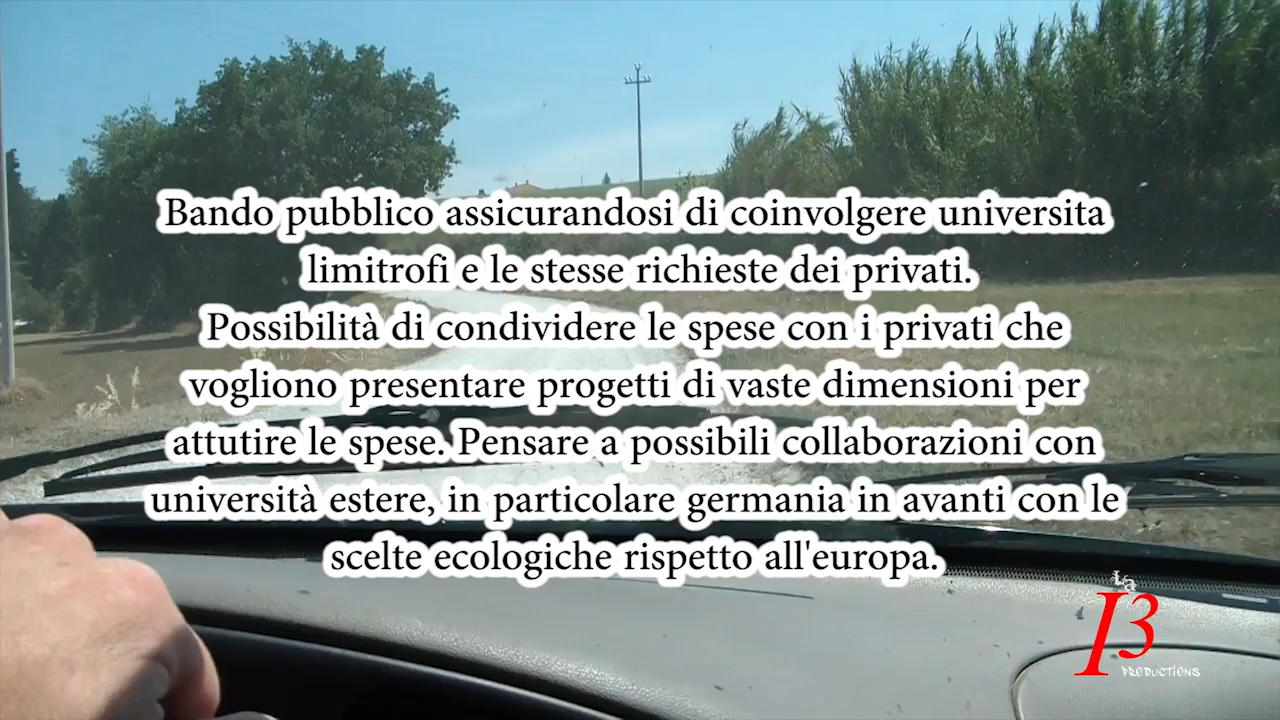 Bando pubblico assicurandosi di coinvolgere universita
limitrofi e le stesse richieste dei privati.
Possibilità di condividere le spese con i privati che
vogliono presentare progetti di vaste dimensioni per
attutire le spese. Pensare a possibili collaborazioni con
università estere, in particolare germania in avanti con le
scelte ecologiche rispetto all'europa.
La
13
PRODUCTIONS